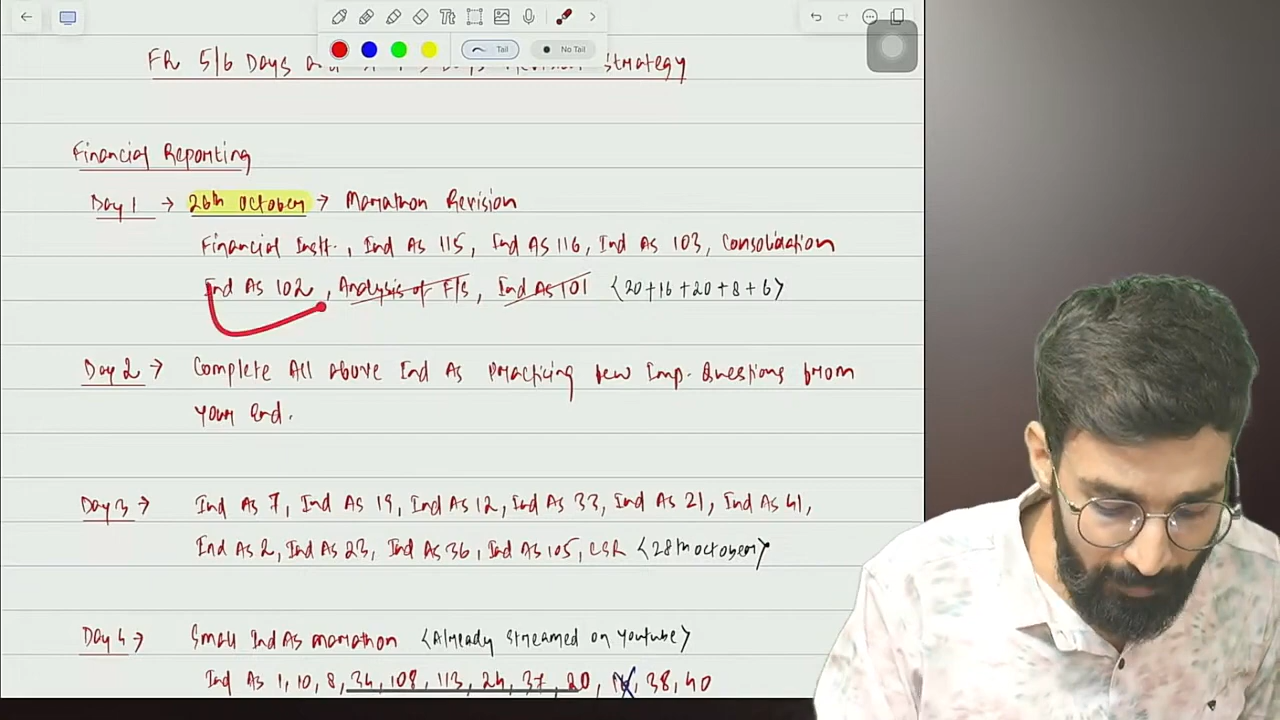 Tt
Tail
No Tail
FR 5/6 Days Strategy
Financial Reporting
Day 1 → 26th October → Marathon Revision
Financial Instt., Ind As 115, Ind As 116, Ind As 103, Consolidation
Ind As 102, Analysis of F/s, Ind As 101 <20+16+20+8+6>
Day 2 → Complete All above Ind As Practicing few Imp. Questions from
your End.
Day 3 → Ind As 7, Ind As 19, Ind As 12, Ind As 33, Ind As 21, Ind As 41,
Ind As 2, Ind As 23, Ind As 36, Ind As 105, CSR <28th october>
Day 4 → Small Ind As marathon <Already streamed on Youtube>
Ind As 1, 10, 8, 34, 108, 113, 24, 37, 20, 38, 40